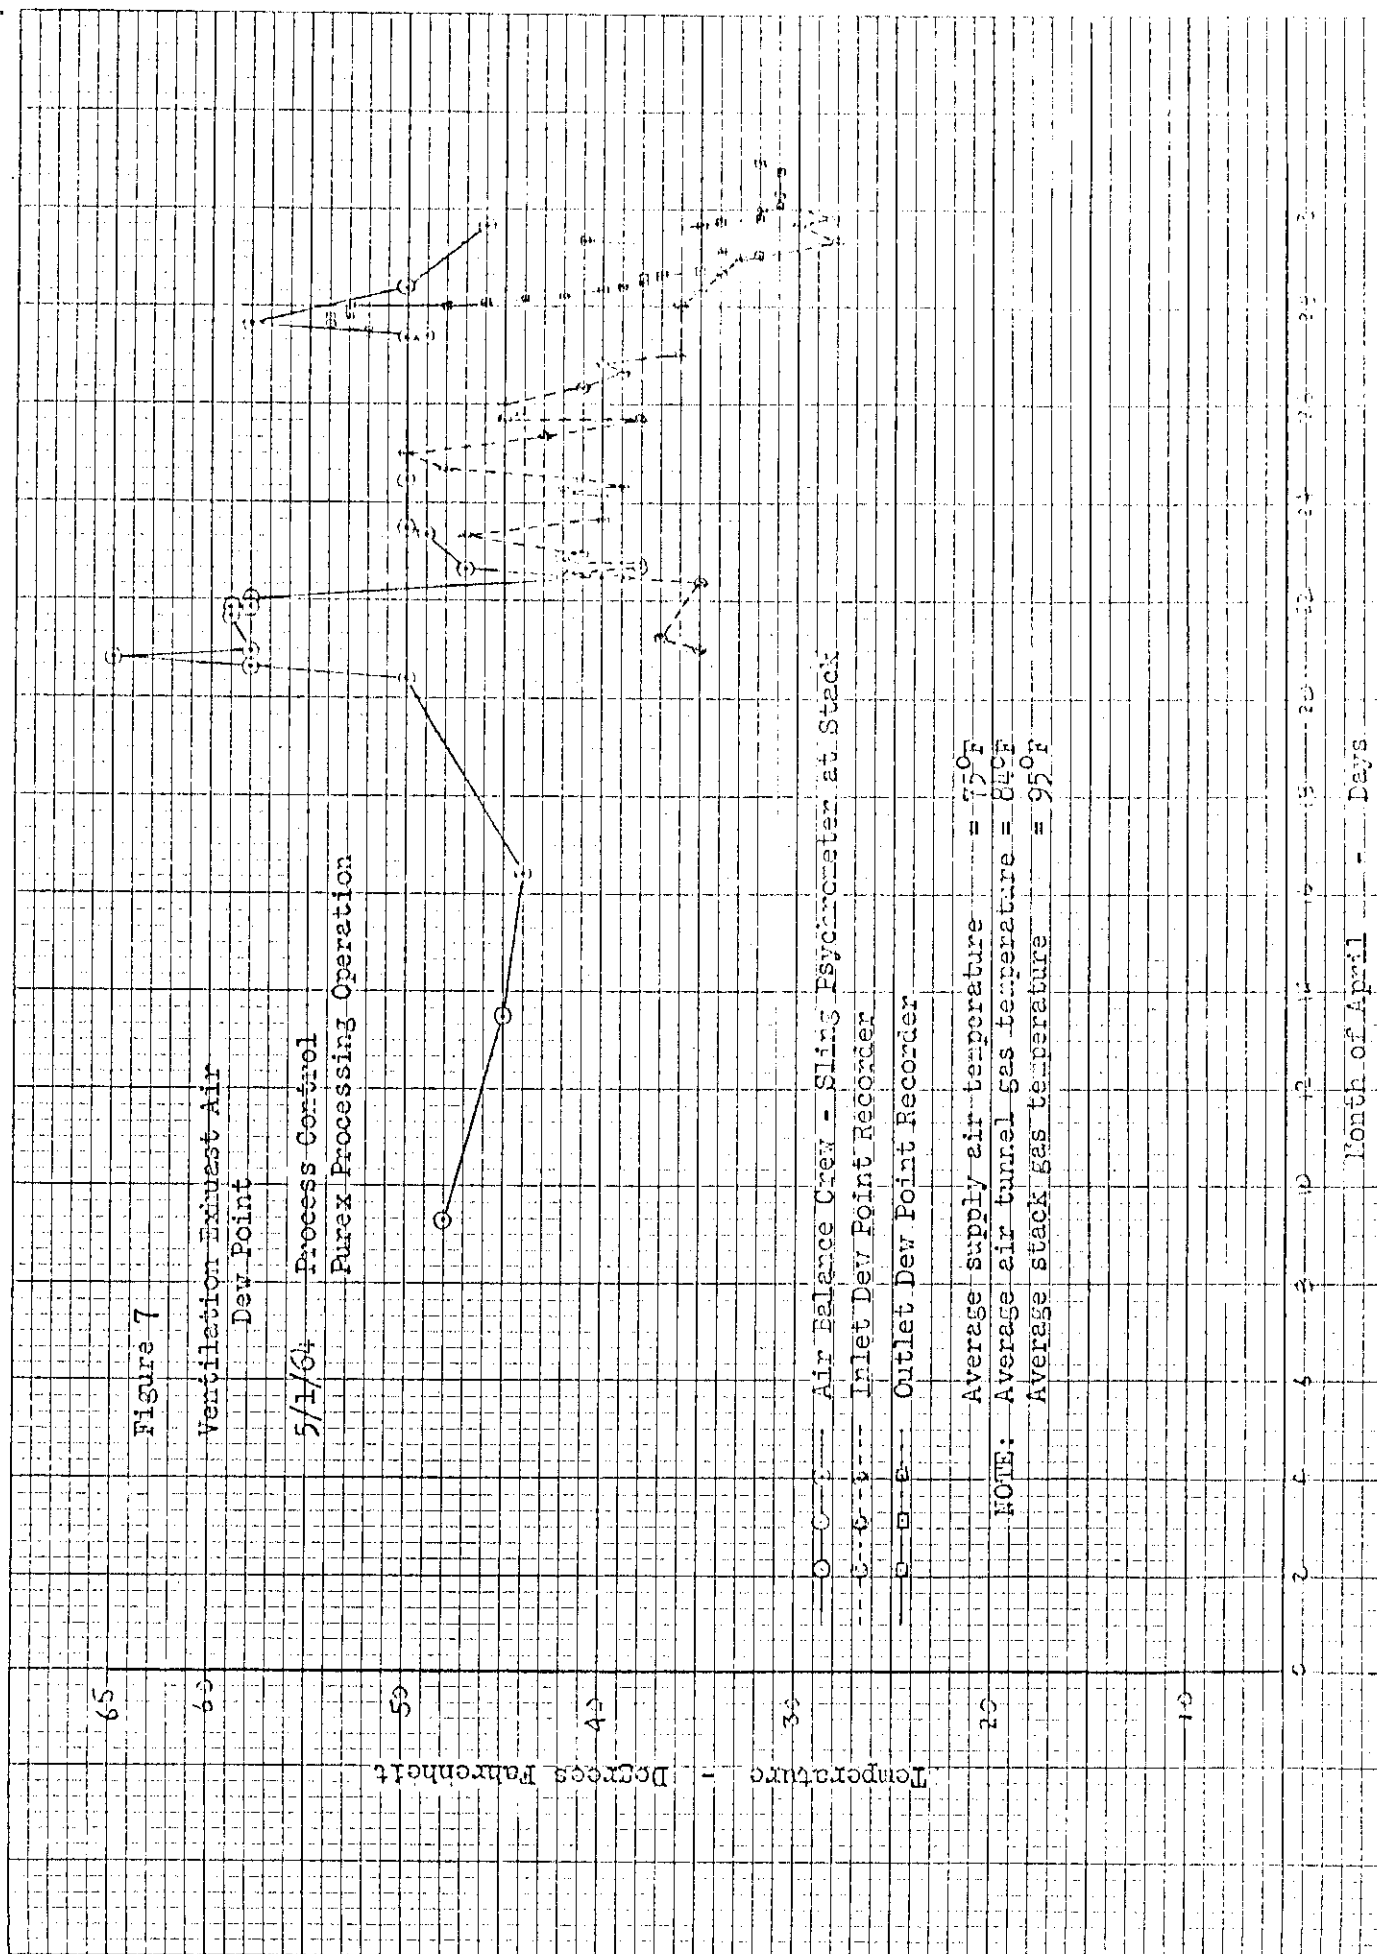 Figure 7
Ventilation Exhuast Air
Dew Point
5/1/64 Process Control
Purex Processing Operation
65
60
50
40
30
20
10
Temperature - Degrees Fahrenheit
Air Balance Crew - Sling Psychrometer at Stack
Inlet Dew Point Recorder
Outlet Dew Point Recorder
Average supply air temperature = 75°F
NOTE: Average air tunnel gas temperature = 84°F
Average stack gas temperature = 95°F
0 2 4 6 8 10 12 14 16 18 20 22 24 26 28
Month of April - Days